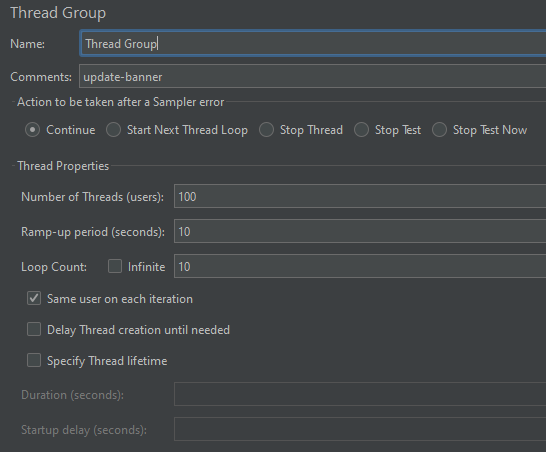 Thread Group
Name: Thread Group
Comments: update-banner
Action to be taken after a Sampler error
Continue Start Next Thread Loop Stop Thread Stop Test Stop Test Now
Thread Properties
Number of Threads (users): 100
Ramp-up period (seconds): 10
Loop Count: Infinite 10
Same user on each iteration
Delay Thread creation until needed
Specify Thread lifetime
Duration (seconds):
Startup delay (seconds):